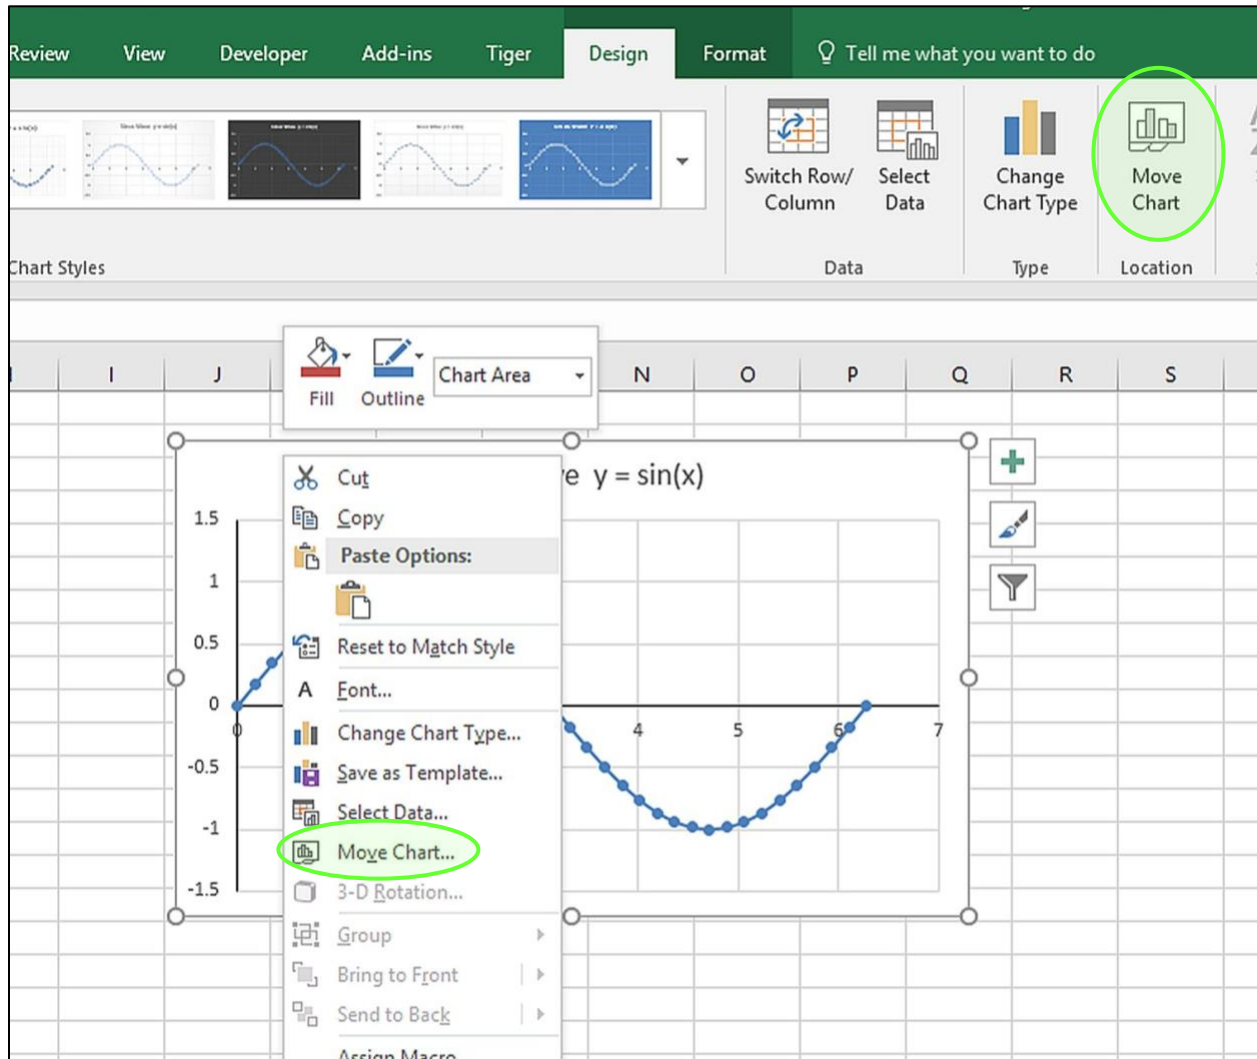 Review View Developer Add-ins Tiger Design Format Tell me what you want to do
Switch Row/
Column
Select
Data
Change
Chart Type
Move
Chart
Chart Styles Data Type Location
Fill Outline Chart Area
I J N O P Q R S
y = sin(x)
Cut
Copy
Paste Options:
Reset to Match Style
A Font...
Change Chart Type...
Save as Template...
Select Data...
Move Chart...
3-D Rotation...
Group
Bring to Front
Send to Back
Assign Macro...
1.5
1
0.5
0
-0.5
-1
-1.5
0 4 5 6 7